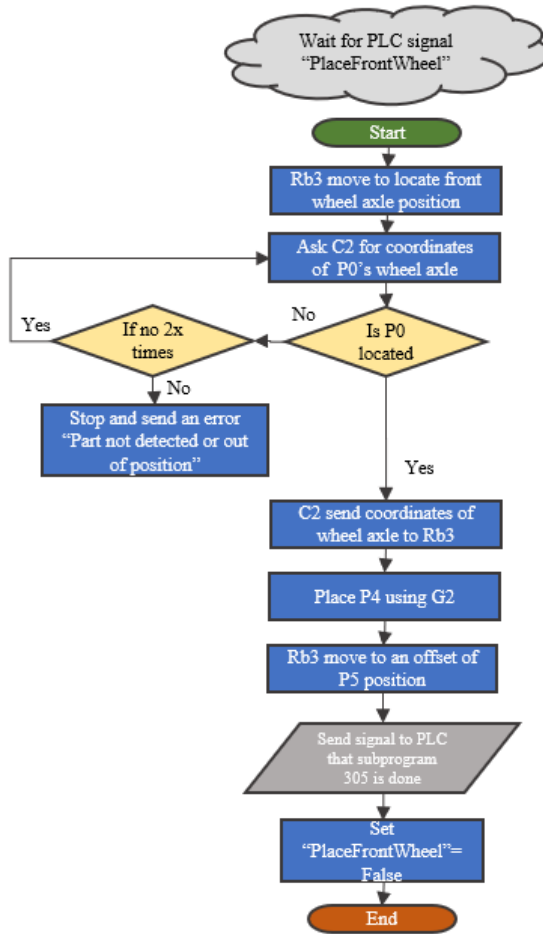 Wait for PLC signal
“PlaceFrontWheel”
Start
Rb3 move to locate front
wheel axle position
Ask C2 for coordinates
of P0’s wheel axle
Yes
If no 2x
times
No
Is P0
located
No
Stop and send an error
“Part not detected or out
of position”
Yes
C2 send coordinates of
wheel axle to Rb3
Place P4 using G2
Rb3 move to an offset of
P5 position
Send signal to PLC
that subprogram
305 is done
Set
“PlaceFrontWheel”=
False
End